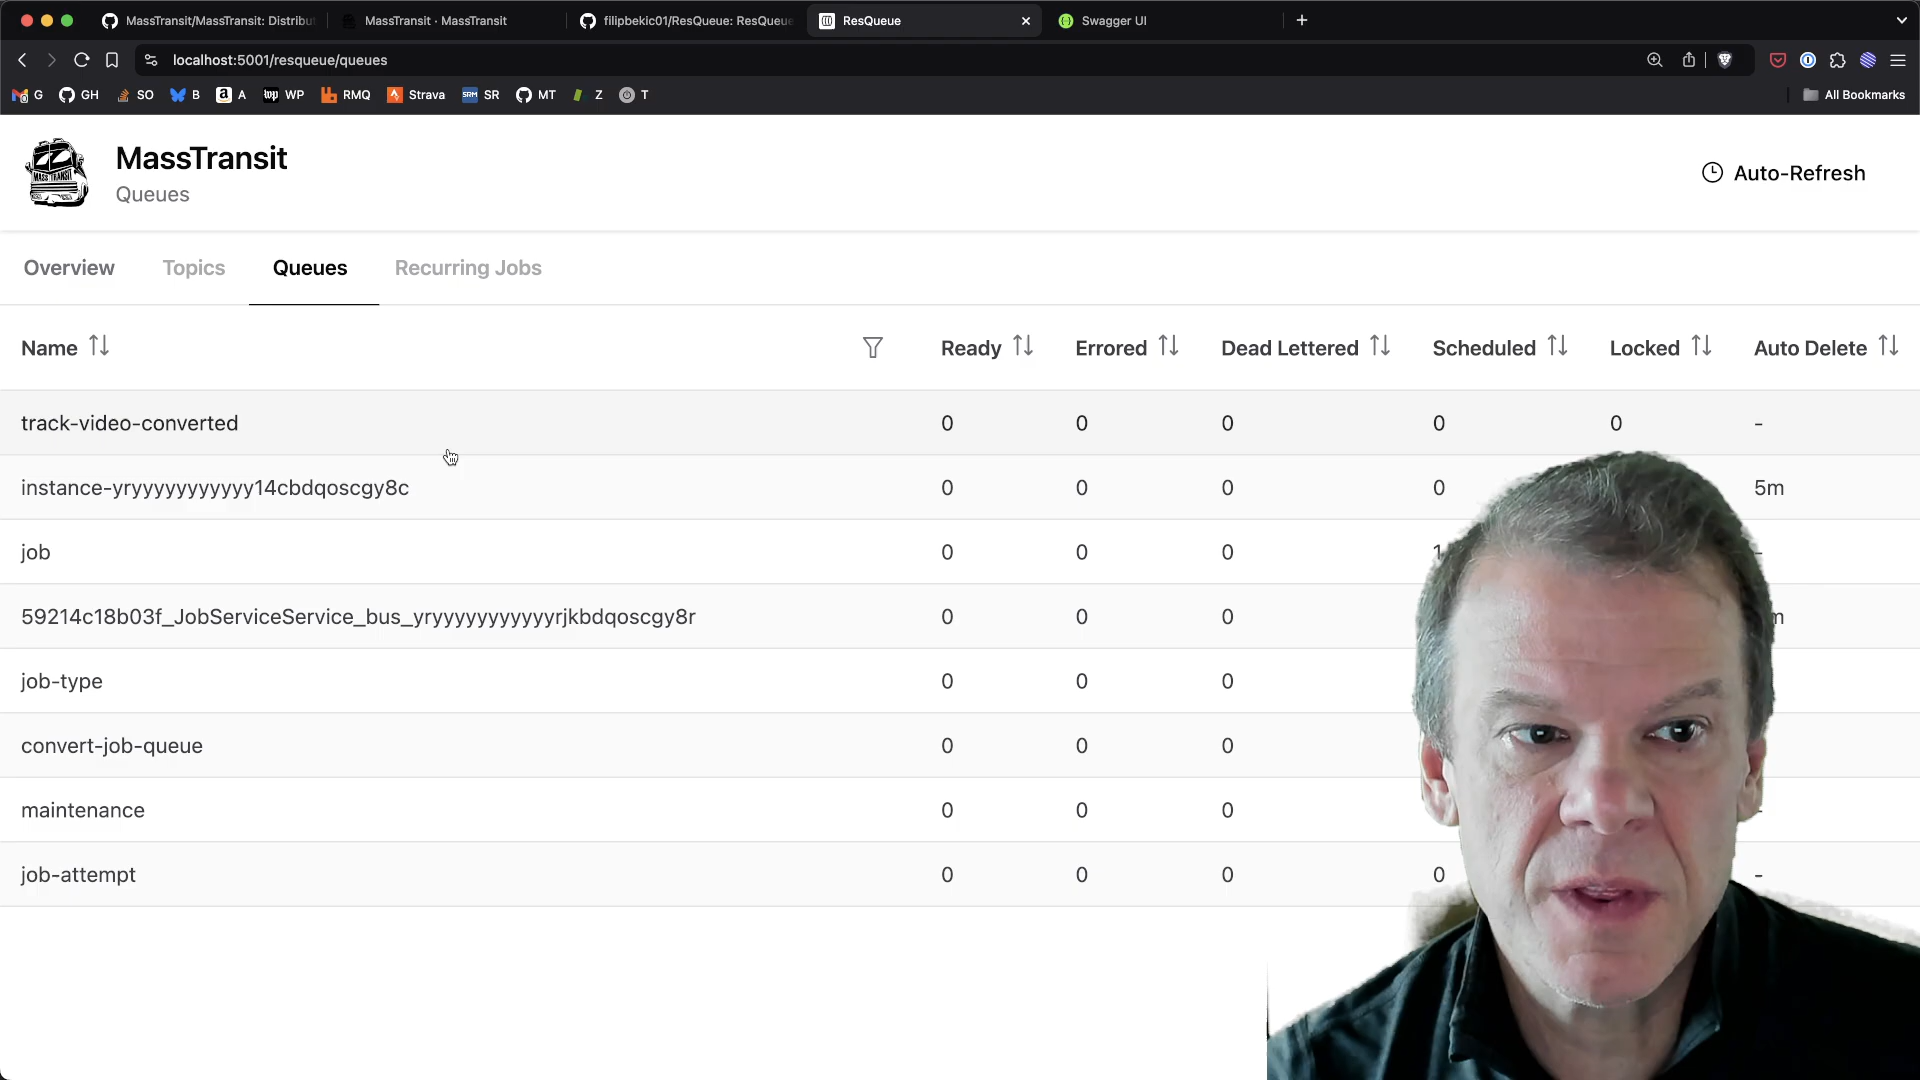 MassTransit/MassTransit: Distribut
MassTransit · MassTransit
filipbekic01/ResQueue: ResQueue
ResQueue
Swagger UI
localhost:5001/resqueue/queues
G GH SO B A WP RMQ Strava SR MT Z T All Bookmarks
MassTransit
Queues
Auto-Refresh
Overview Topics Queues Recurring Jobs
Name Ready Errored Dead Lettered Scheduled Locked Auto Delete
track-video-converted 0 0 0 0 0 -
instance-yryyyyyyyyyyy14cbdqoscgy8c 0 0 0 0 5m
job 0 0 0 1 -
59214c18b03f_JobServiceService_bus_yryyyyyyyyyyyrjkbdqoscgy8r 0 0 0 m
job-type 0 0 0
convert-job-queue 0 0 0
maintenance 0 0 0 -
job-attempt 0 0 0 0 -